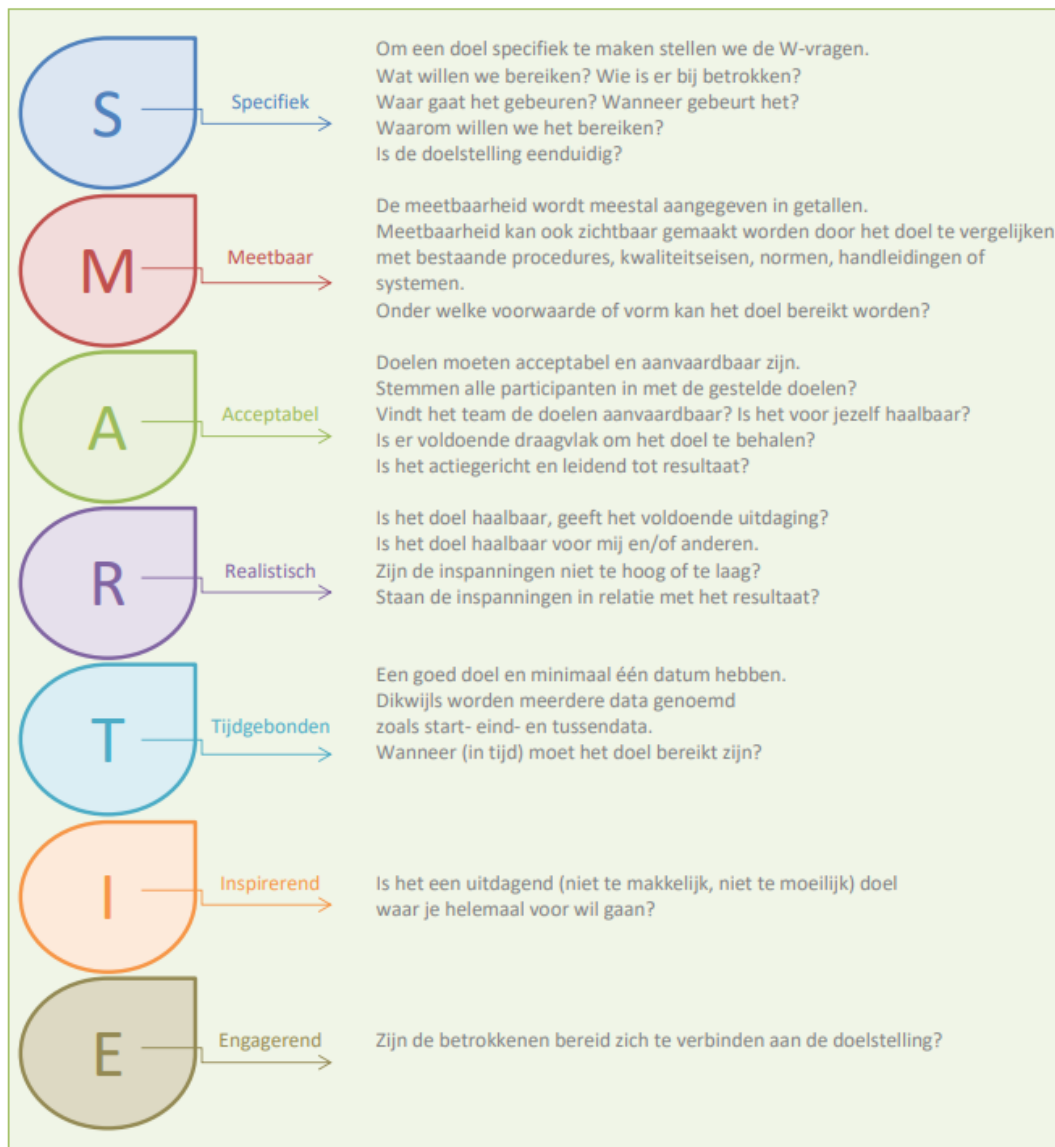 S
Specifiek
Om een doel specifiek te maken stellen we de W-vragen.
Wat willen we bereiken? Wie is er bij betrokken?
Waar gaat het gebeuren? Wanneer gebeurt het?
Waarom willen we het bereiken?
Is de doelstelling eenduidig?
M
Meetbaar
De meetbaarheid wordt meestal aangegeven in getallen.
Meetbaarheid kan ook zichtbaar gemaakt worden door het doel te vergelijken
met bestaande procedures, kwaliteitseisen, normen, handleidingen of
systemen.
Onder welke voorwaarde of vorm kan het doel bereikt worden?
A
Acceptabel
Doelen moeten acceptabel en aanvaardbaar zijn.
Stemmen alle participanten in met de gestelde doelen?
Vindt het team de doelen aanvaardbaar? Is het voor jezelf haalbaar?
Is er voldoende draagvlak om het doel te behalen?
Is het actiegericht en leidend tot resultaat?
R
Realistisch
Is het doel haalbaar, geeft het voldoende uitdaging?
Is het doel haalbaar voor mij en/of anderen.
Zijn de inspanningen niet te hoog of te laag?
Staan de inspanningen in relatie met het resultaat?
T
Tijdgebonden
Een goed doel en minimaal één datum hebben.
Dikwijls worden meerdere data genoemd
zoals start- eind- en tussendata.
Wanneer (in tijd) moet het doel bereikt zijn?
I
Inspirerend
Is het een uitdagend (niet te makkelijk, niet te moeilijk) doel
waar je helemaal voor wil gaan?
E
Engagerend
Zijn de betrokkenen bereid zich te verbinden aan de doelstelling?